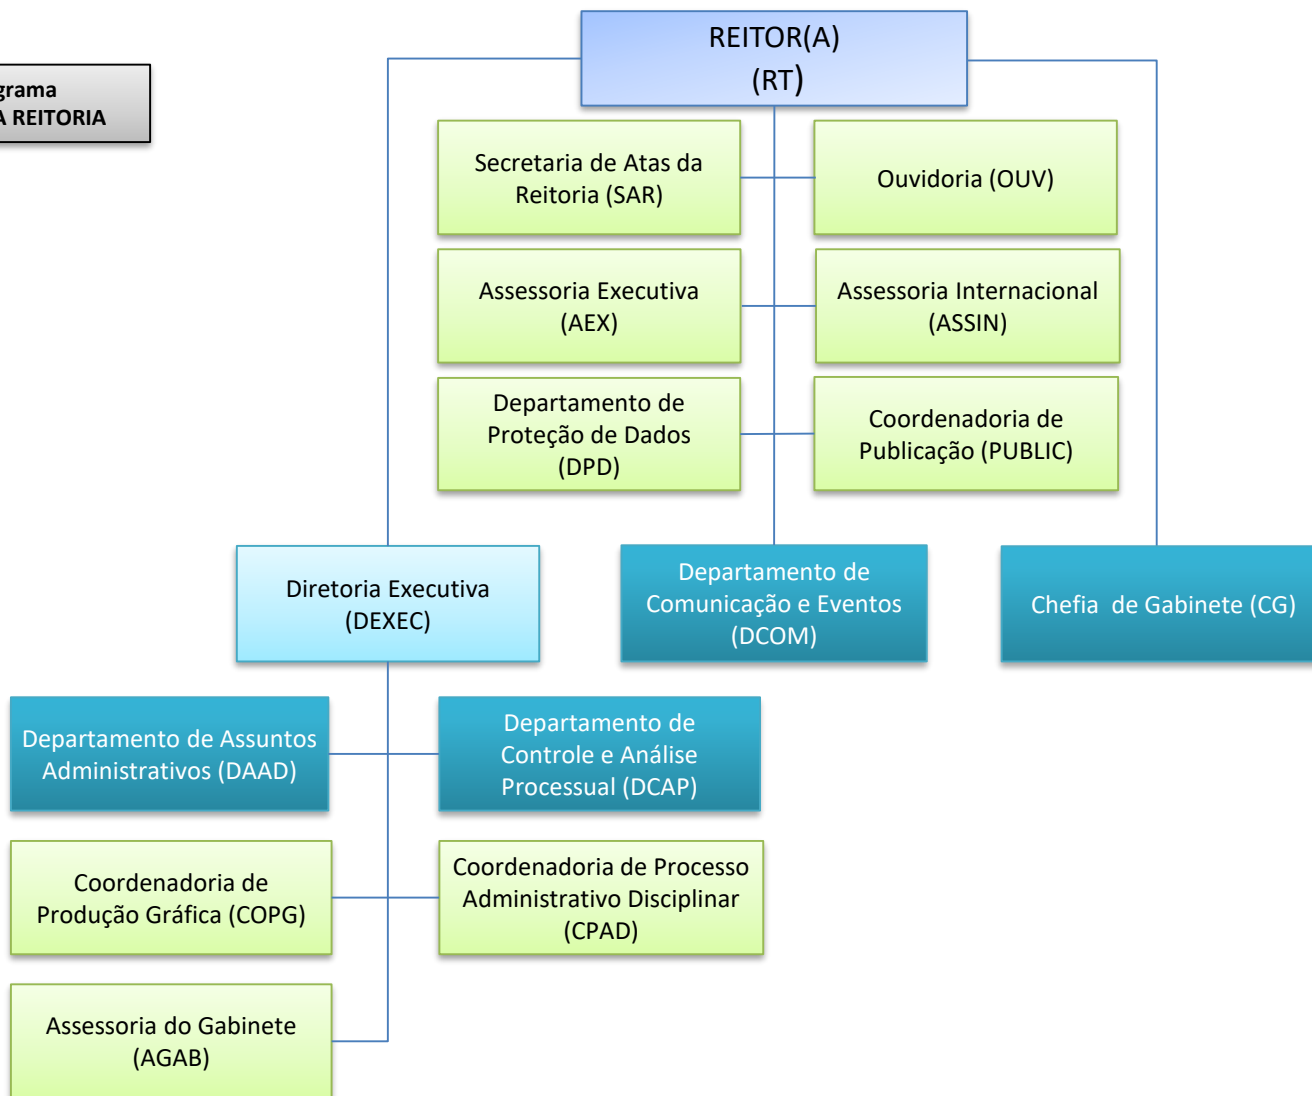 REITOR(A)
(RT)
grama
A REITORIA
Secretaria de Atas da
Reitoria (SAR)
Ouvidoria (OUV)
Assessoria Executiva
(AEX)
Assessoria Internacional
(ASSIN)
Departamento de
Proteção de Dados
(DPD)
Coordenadoria de
Publicação (PUBLIC)
Diretoria Executiva
(DEXEC)
Departamento de
Comunicação e Eventos
(DCOM)
Chefia de Gabinete (CG)
Departamento de Assuntos
Administrativos (DAAD)
Departamento de
Controle e Análise
Processual (DCAP)
Coordenadoria de
Produção Gráfica (COPG)
Coordenadoria de Processo
Administrativo Disciplinar
(CPAD)
Assessoria do Gabinete
(AGAB)